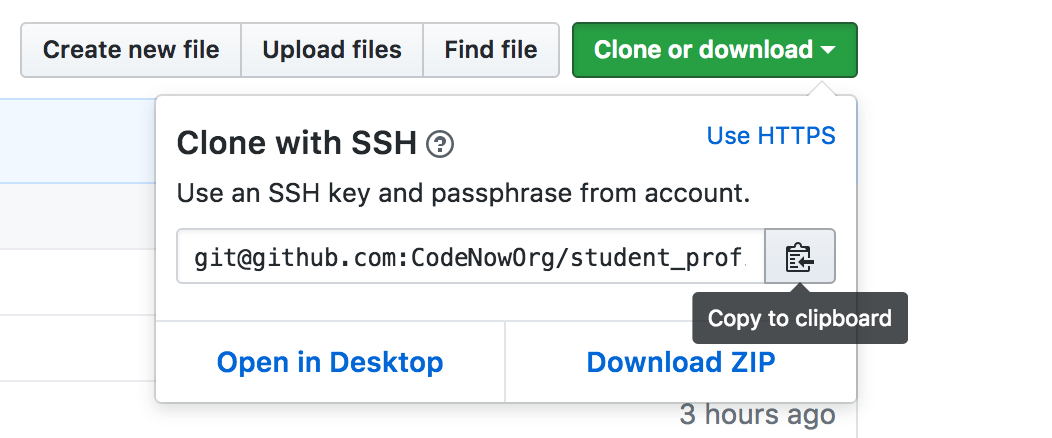 Create new file Upload files Find file Clone or download
Clone with SSH ? Use HTTPS
Use an SSH key and passphrase from account.
git@github.com:CodeNowOrg/student_prof
Copy to clipboard
Open in Desktop Download ZIP
3 hours ago